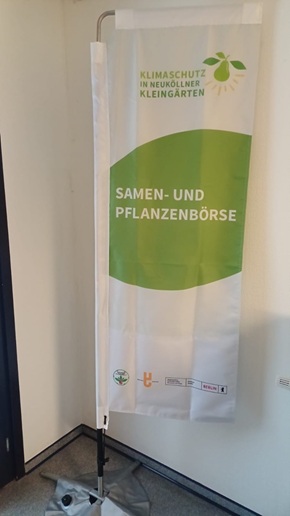 KLIMASCHUTZ
IN NEUKÖLLNER
KLEINGÄRTEN
SAMEN- UND
PFLANZENBÖRSE
BERLIN